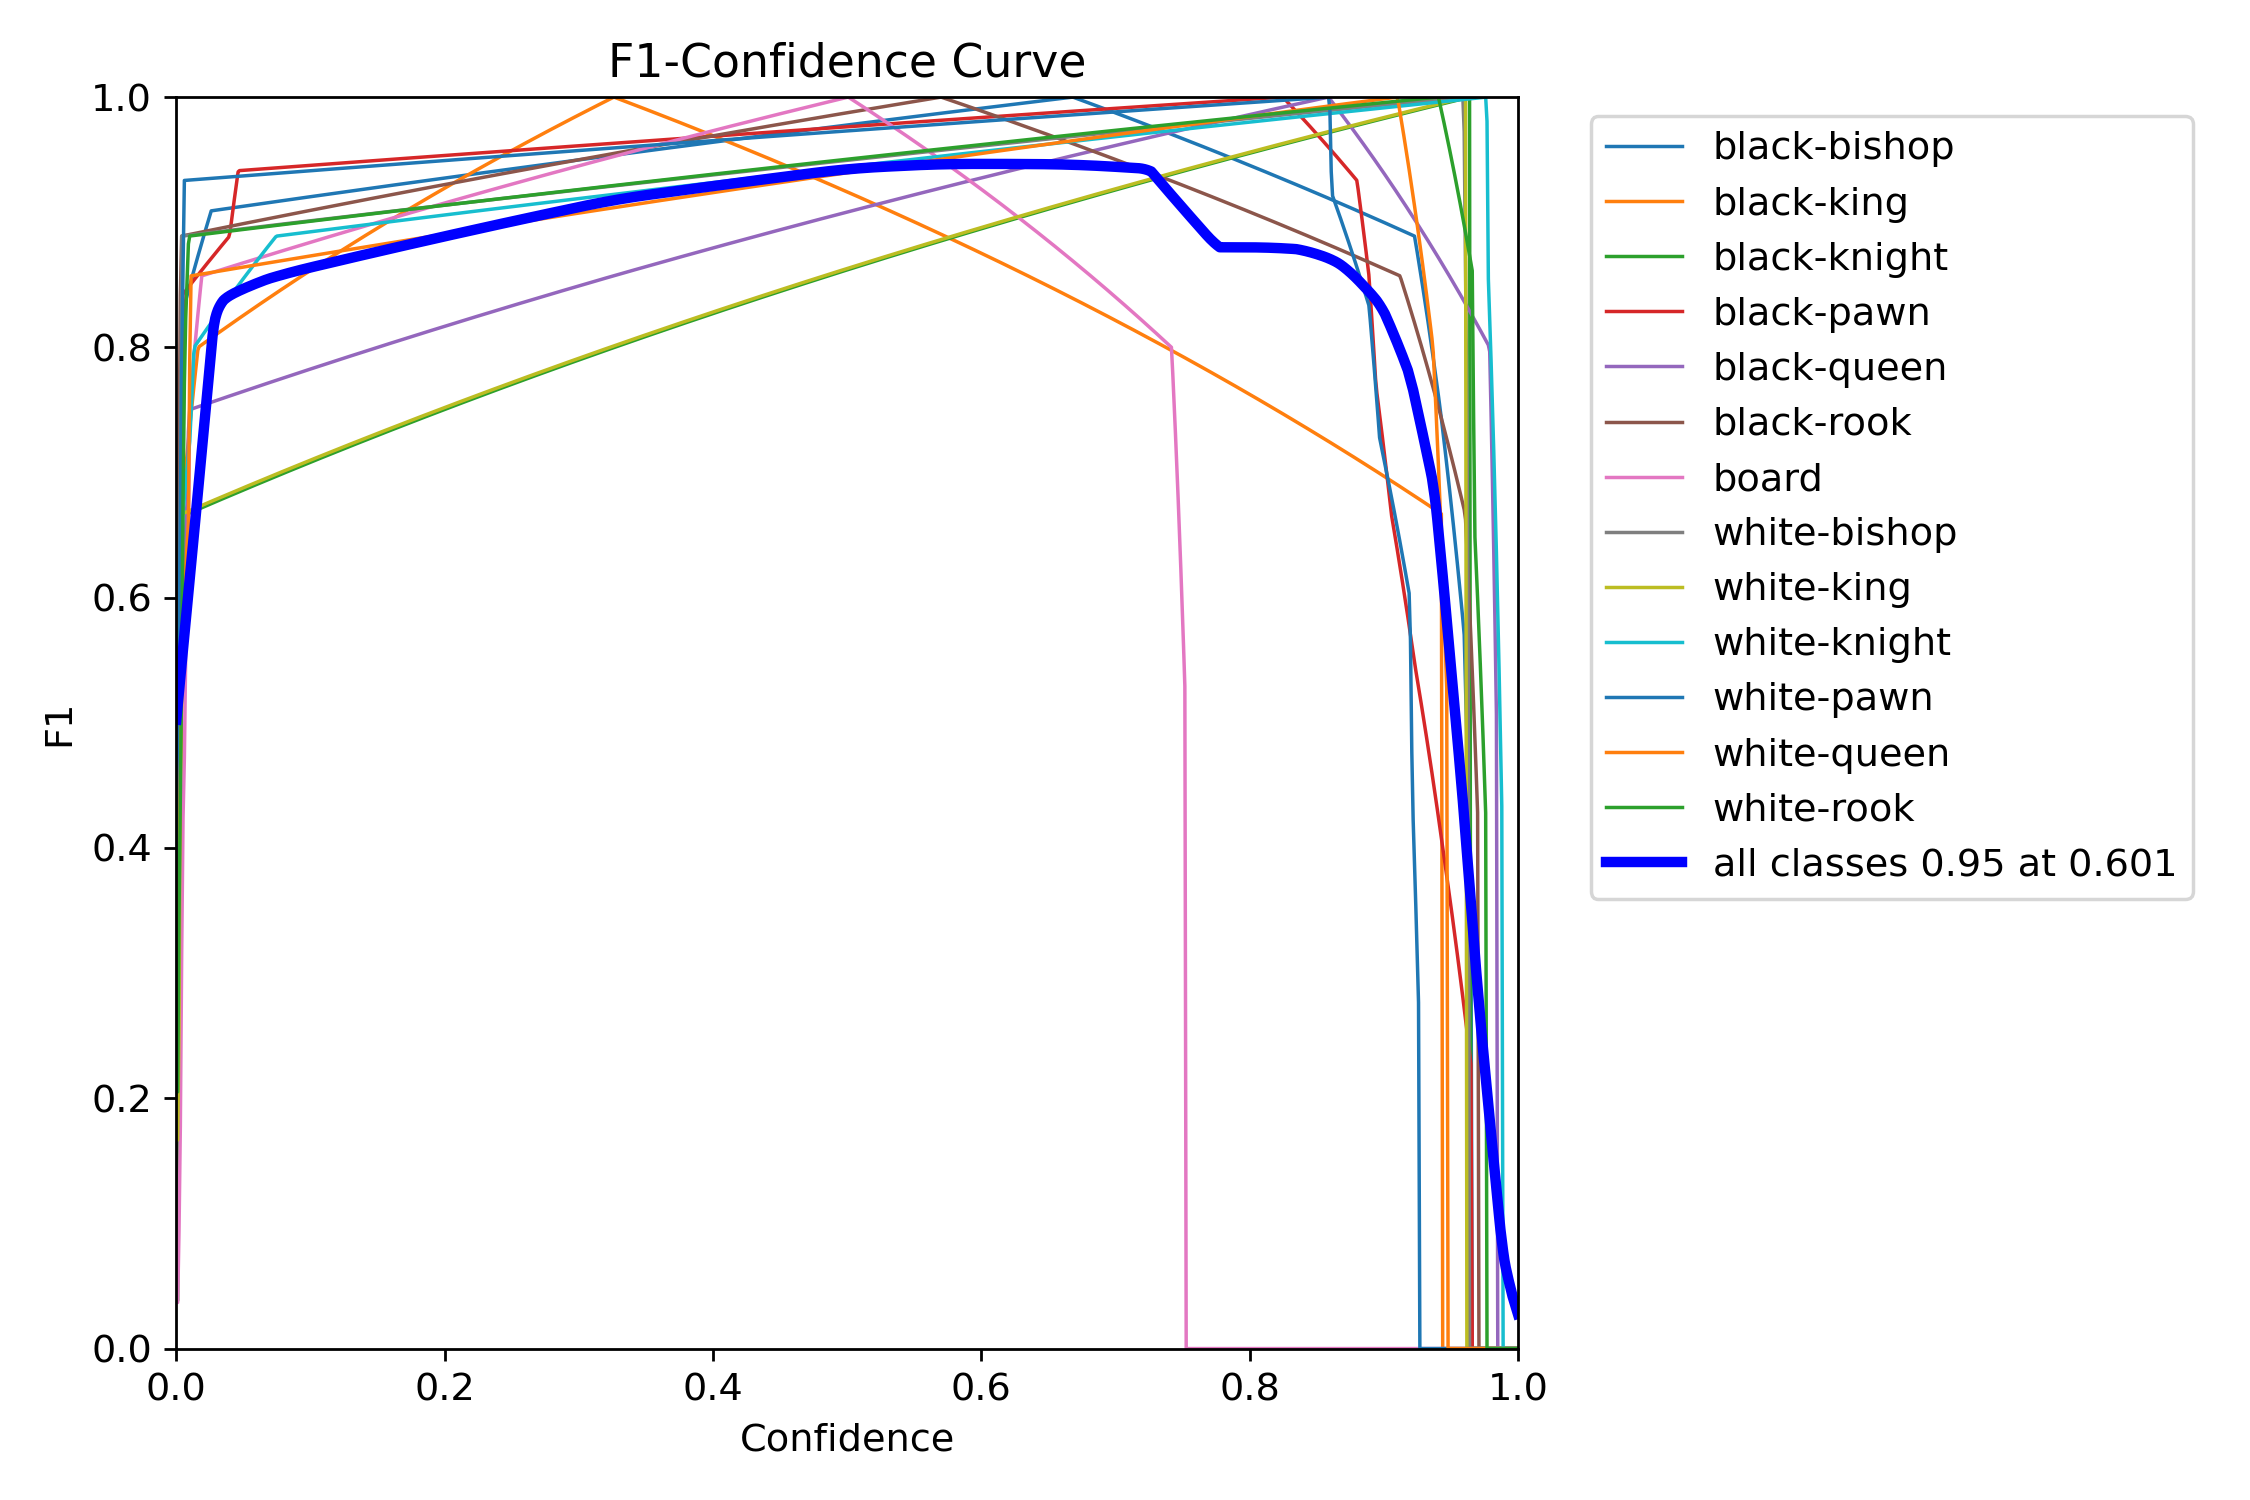 F1-Confidence Curve
1.0
0.8
0.6
0.4
0.2
0.0
F1
0.0 0.2 0.4 0.6 0.8 1.0
Confidence
black-bishop
black-king
black-knight
black-pawn
black-queen
black-rook
board
white-bishop
white-king
white-knight
white-pawn
white-queen
white-rook
all classes 0.95 at 0.601